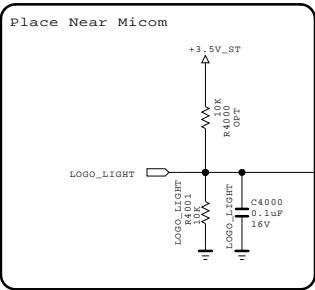 Place Near Micom
+3.5V_ST
10K
R4000
OPT
LOGO_LIGHT
LOGO_LIGHT
R4001
10K
LOGO_LIGHT
C4000
0.1uF
16V